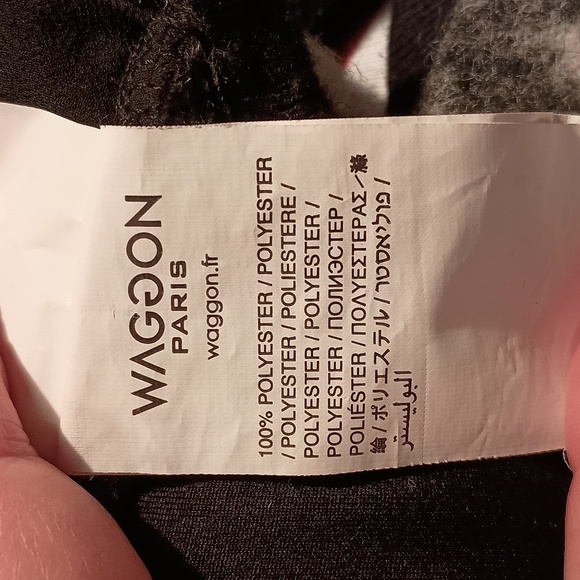 WAGGON
PARIS
waggon.fr
100% POLYESTER / POLYESTER
/ POLYESTER / POLIESTERE /
POLYESTER / POLYESTER /
POLYESTER / ПОЛИЭСТЕР /
POLIÉSTER / ΠΟΛΥΕΣΤΕΡΑΣ / 滌
綸 / ポリエステル / פוליאסטר /
البوليستر